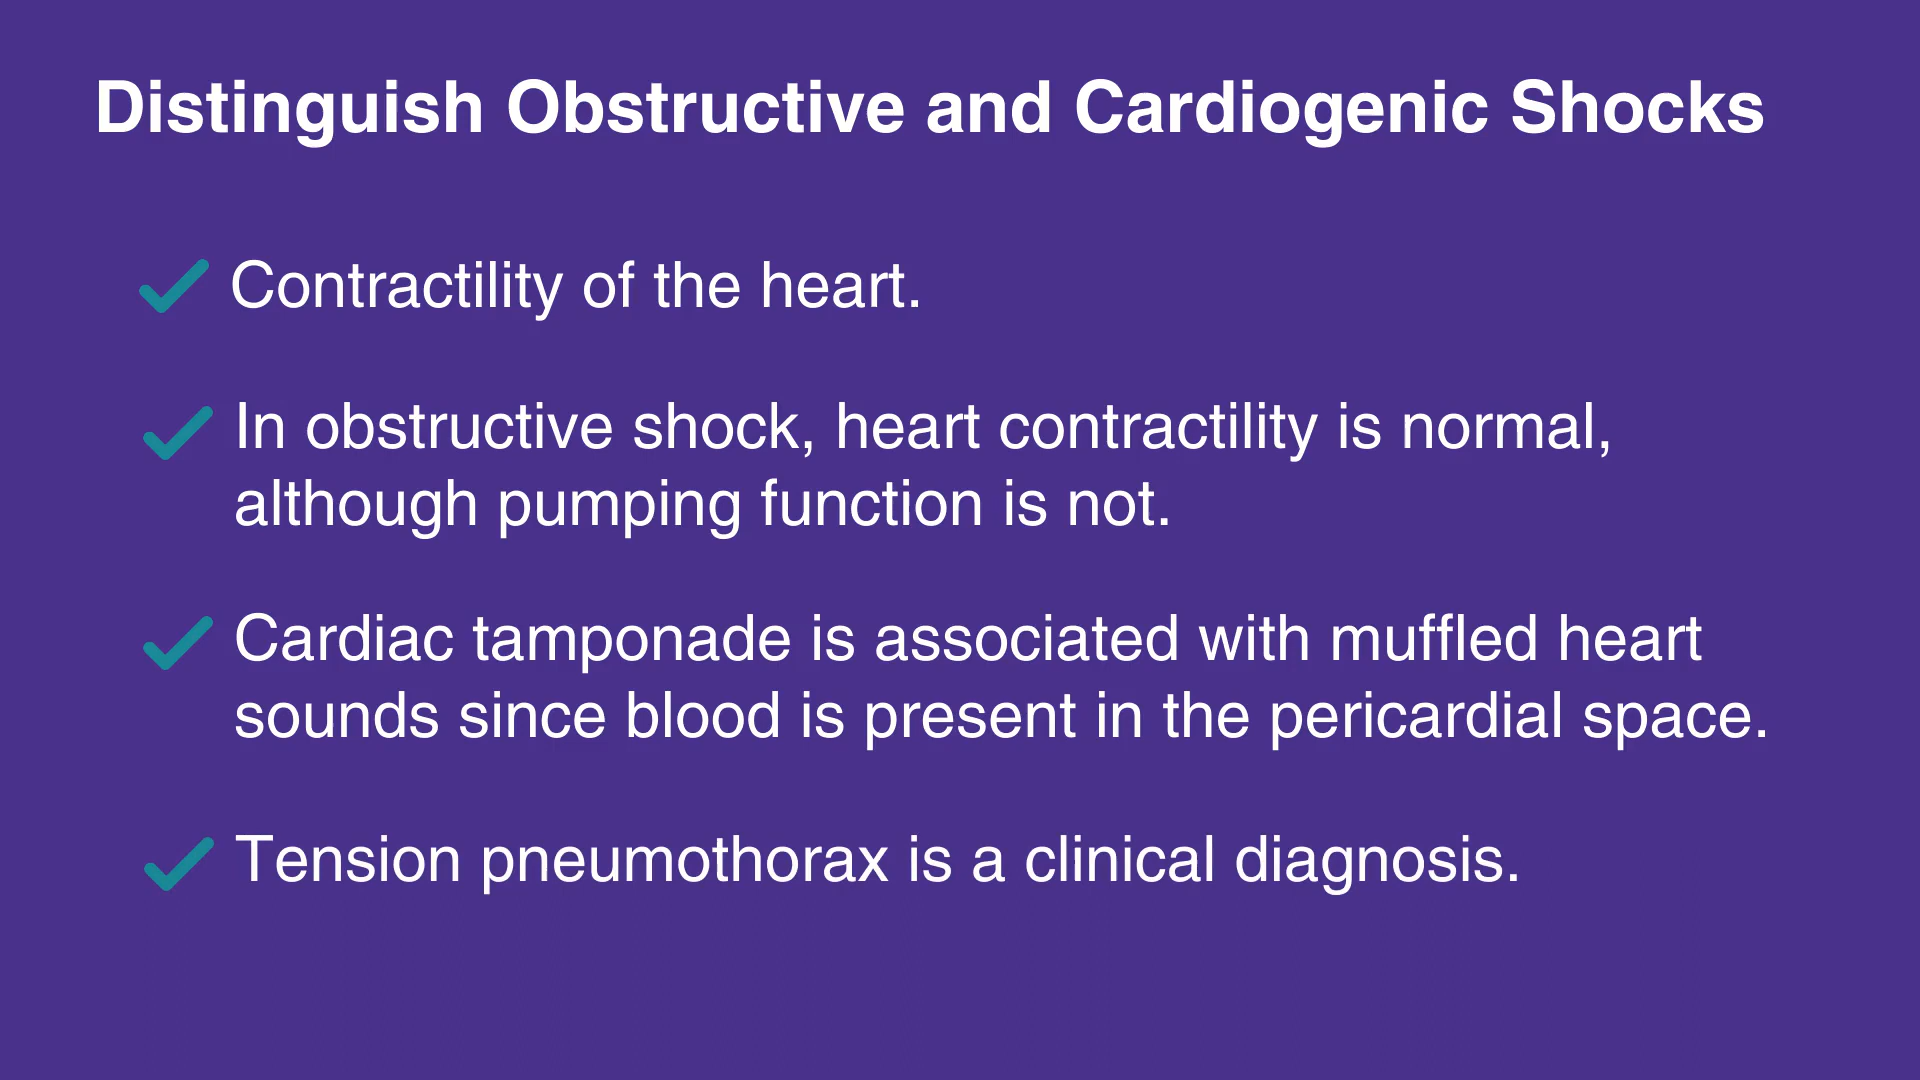 Distinguish Obstructive and Cardiogenic Shocks
Contractility of the heart.
In obstructive shock, heart contractility is normal,
although pumping function is not.
Cardiac tamponade is associated with muffled heart
sounds since blood is present in the pericardial space.
Tension pneumothorax is a clinical diagnosis.